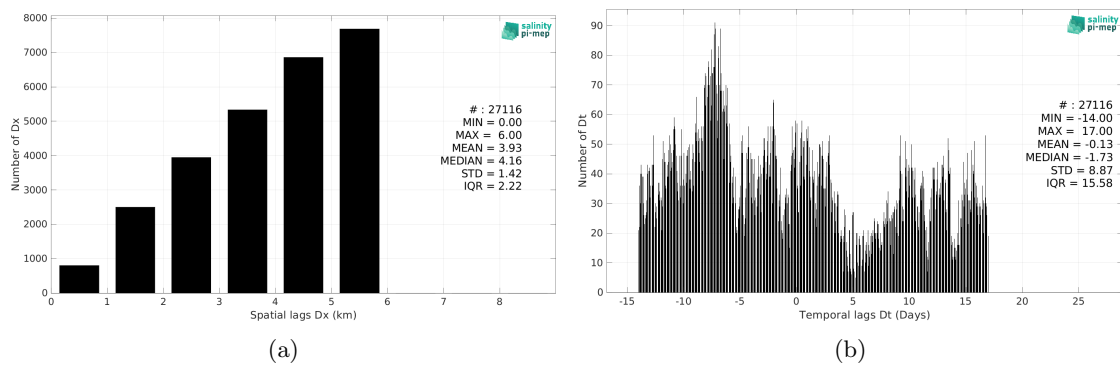 8000
7000
6000
5000
4000
3000
2000
1000
0
Number of Dx
0 1 2 3 4 5 6 7 8
Spatial lags Dx (km)
salinity
pi-mep
# : 27116
MIN = 0.00
MAX = 6.00
MEAN = 3.93
MEDIAN = 4.16
STD = 1.42
IQR = 2.22
(a)
90
80
70
60
50
40
30
20
10
0
Number of Dt
-15 -10 -5 0 5 10 15 20 25
Temporal lags Dt (Days)
salinity
pi-mep
# : 27116
MIN = -14.00
MAX = 17.00
MEAN = -0.13
MEDIAN = -1.73
STD = 8.87
IQR = 15.58
(b)